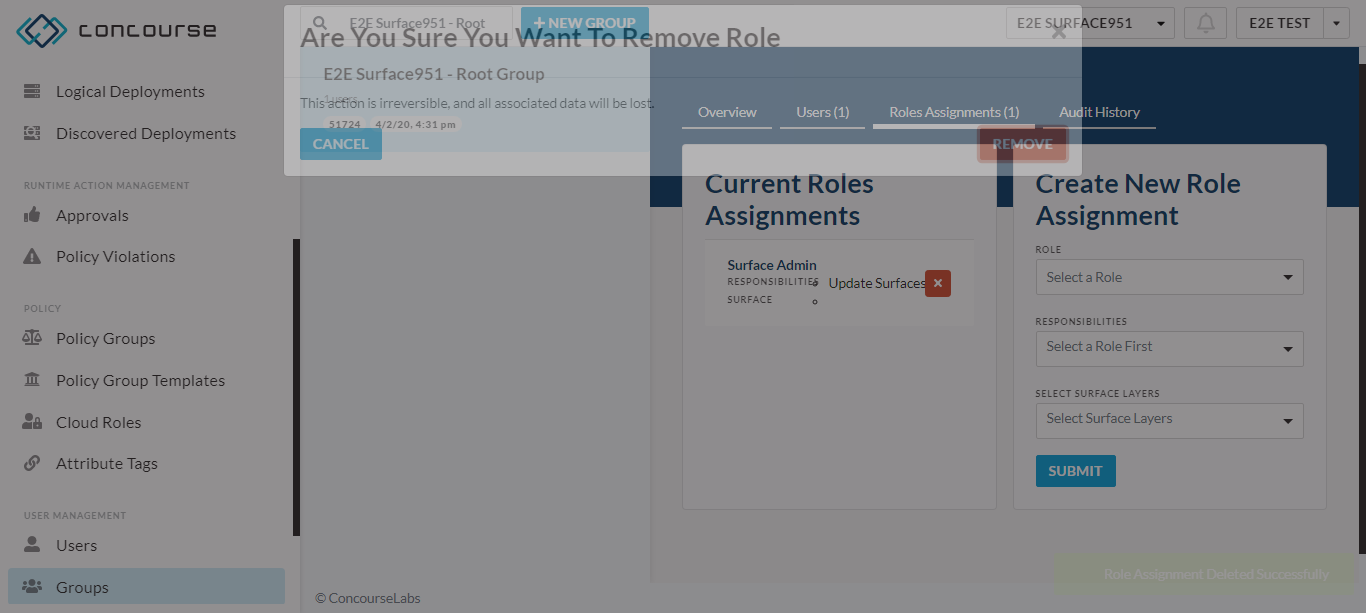 concourse
E2E Surface951 - Root
+ NEW GROUP
E2E SURFACE951
E2E TEST
Are You Sure You Want To Remove Role
×
This action is irreversible, and all associated data will be lost.
CANCEL
REMOVE
Logical Deployments
Discovered Deployments
RUNTIME ACTION MANAGEMENT
Approvals
Policy Violations
POLICY
Policy Groups
Policy Group Templates
Cloud Roles
Attribute Tags
USER MANAGEMENT
Users
Groups
E2E Surface951 - Root Group
1 users
51724
4/2/20, 4:31 pm
Overview
Users (1)
Roles Assignments (1)
Audit History
Current Roles
Assignments
Surface Admin
RESPONSIBILITIES
Update Surfaces
SURFACE
Create New Role
Assignment
ROLE
Select a Role
RESPONSIBILITIES
Select a Role First
SELECT SURFACE LAYERS
Select Surface Layers
SUBMIT
Role Assignment Deleted Successfully
© ConcourseLabs